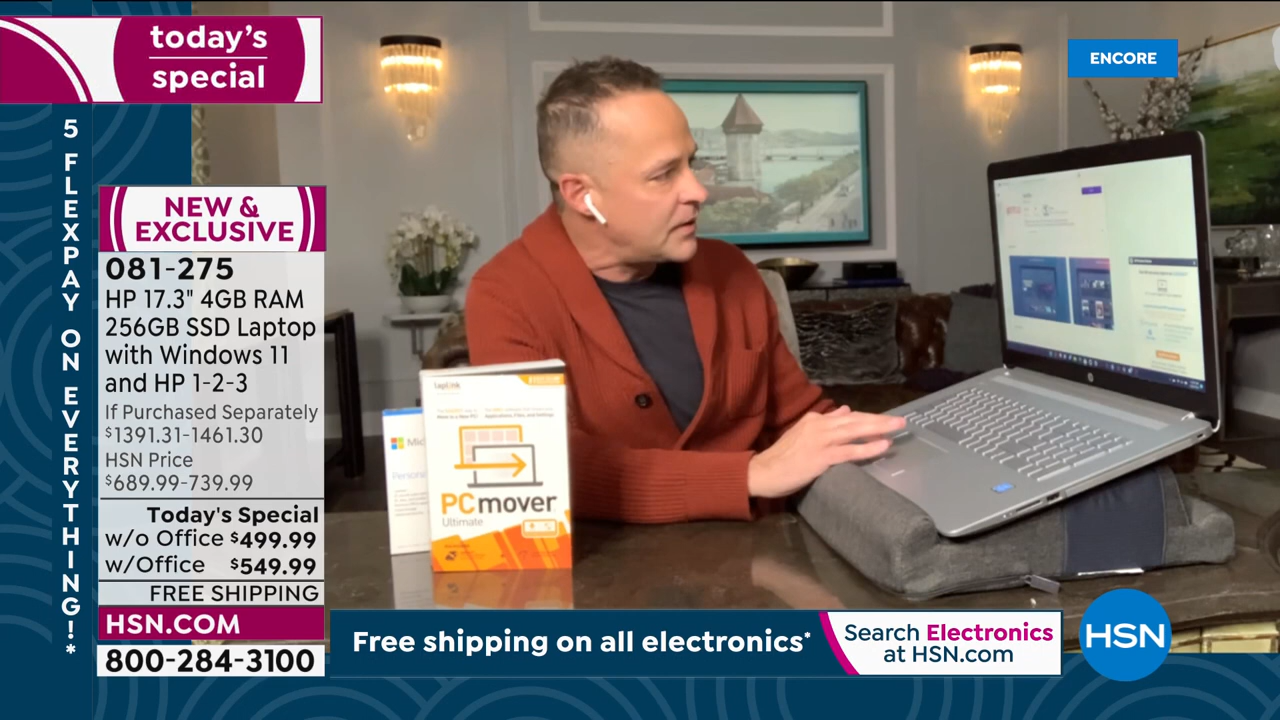 today's
special
ENCORE
5 FLEXPAY ON EVERYTHING!*
NEW &
EXCLUSIVE
081-275
HP 17.3" 4GB RAM
256GB SSD Laptop
with Windows 11
and HP 1-2-3
If Purchased Separately
$1391.31-1461.30
HSN Price
$689.99-739.99
Today's Special
w/o Office $499.99
w/Office $549.99
FREE SHIPPING
HSN.COM
800-284-3100
PCmover
Ultimate
Free shipping on all electronics*
Search Electronics
at HSN.com
HSN